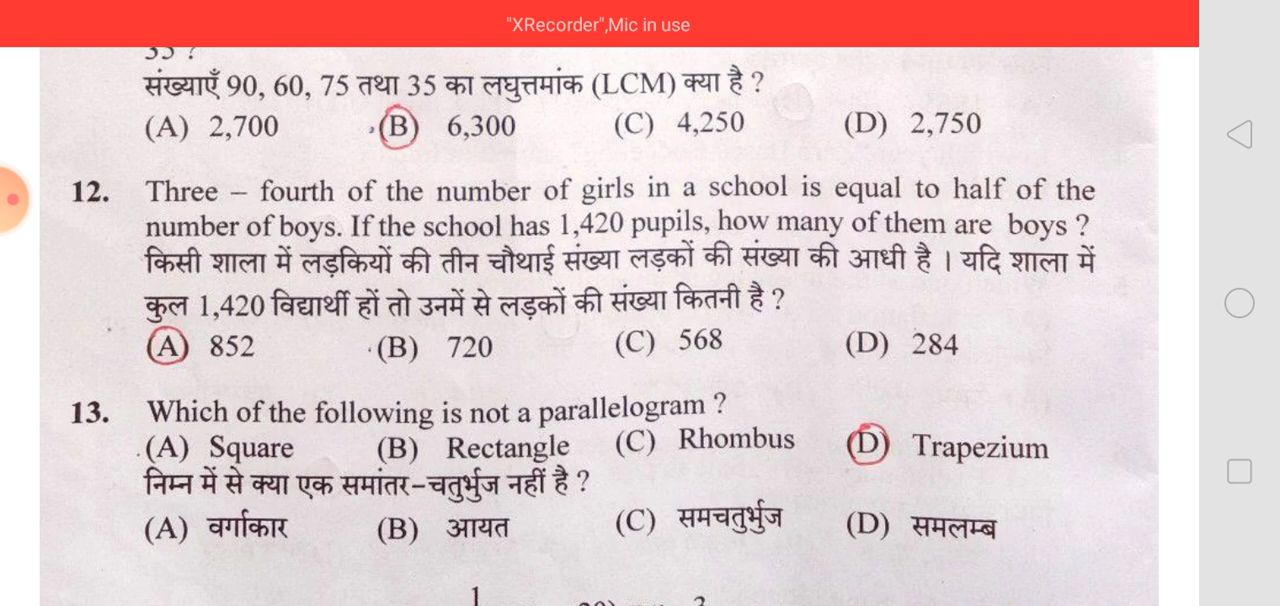 "XRecorder",Mic in use
35 ?
संख्याएँ 90, 60, 75 तथा 35 का लघुत्तमांक (LCM) क्या है ?
(A) 2,700 (B) 6,300 (C) 4,250 (D) 2,750
12. Three – fourth of the number of girls in a school is equal to half of the
number of boys. If the school has 1,420 pupils, how many of them are boys ?
किसी शाला में लड़कियों की तीन चौथाई संख्या लड़कों की संख्या की आधी है । यदि शाला में
कुल 1,420 विद्यार्थी हों तो उनमें से लड़कों की संख्या कितनी है ?
(A) 852 (B) 720 (C) 568 (D) 284
13. Which of the following is not a parallelogram ?
(A) Square (B) Rectangle (C) Rhombus (D) Trapezium
निम्न में से क्या एक समांतर-चतुर्भुज नहीं है ?
(A) वर्गाकार (B) आयत (C) समचतुर्भुज (D) समलम्ब